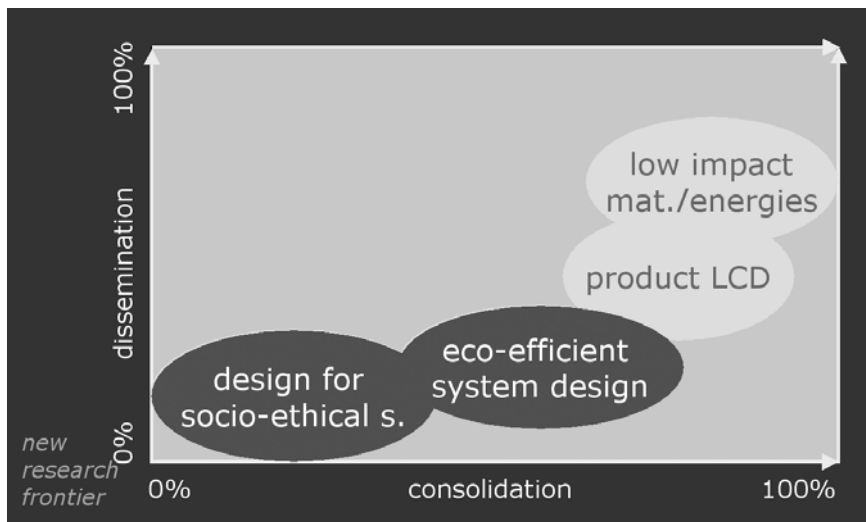 100%
dissemination
0%
low impact
mat./energies
product LCD
eco-efficient
system design
design for
socio-ethical s.
new
research
frontier
0%
consolidation
100%